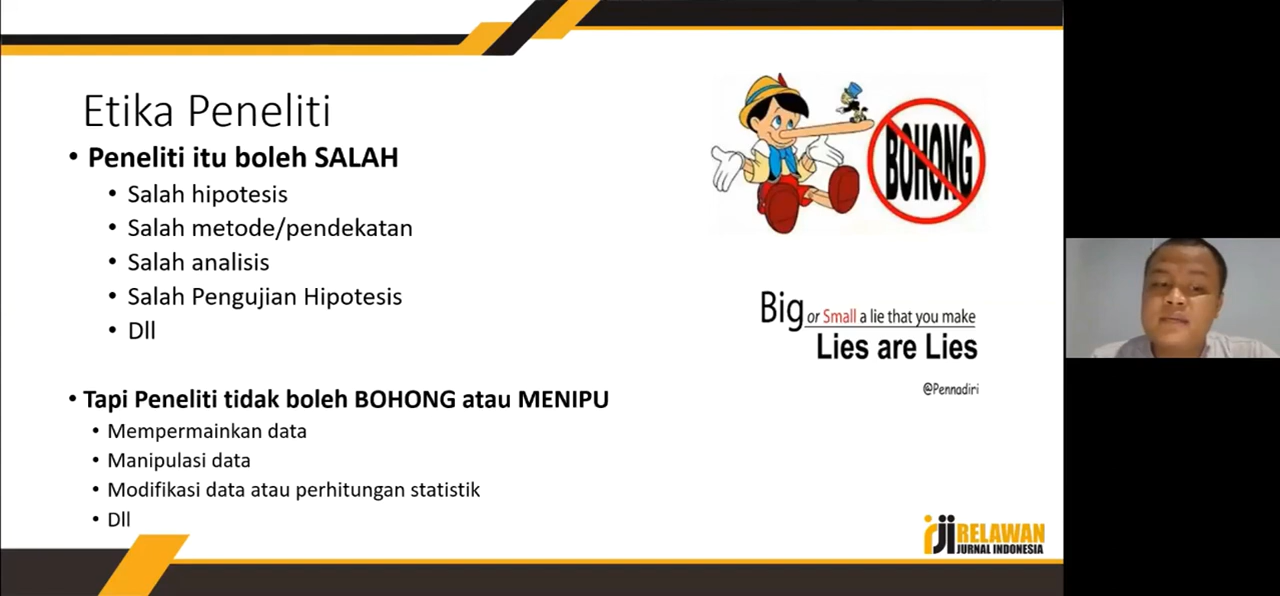 Etika Peneliti
• Peneliti itu boleh SALAH
• Salah hipotesis
• Salah metode/pendekatan
• Salah analisis
• Salah Pengujian Hipotesis
• Dll
• Tapi Peneliti tidak boleh BOHONG atau MENIPU
• Mempermainkan data
• Manipulasi data
• Modifikasi data atau perhitungan statistik
• Dll
BOHONG
Big or Small a lie that you make
Lies are Lies
@Pennadiri
rji RELAWAN
JURNAL INDONESIA